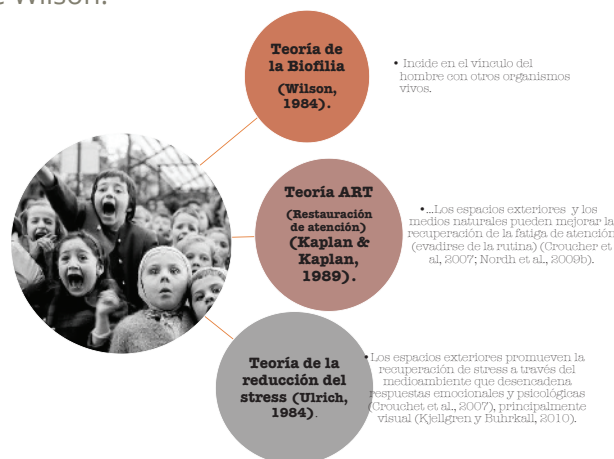 e Wilson.
Teoría de
la Biofilia
(Wilson,
1984).
• Incide en el vinculo del
hombre con otros organismos
vivos.
Teoría ART
(Restauración
de atención)
(Kaplan &
Kaplan,
1989).
•...Los espacios exteriores y los
medios naturales pueden mejorar la
recuperación de la fatiga de atención
(evadirse de la rutina) (Croucher et
al, 2007; Nordh et al., 2009b).
Teoría de la
reducción del
stress (Ulrich,
1984).
•Los espacios exteriores promueven la
recuperación de stress a través del
medioambiente que desencadena
respuestas emocionales y psicológicas
(Crouchet et al., 2007), principalmente
visual (Kjellgren y Buhrkall, 2010).